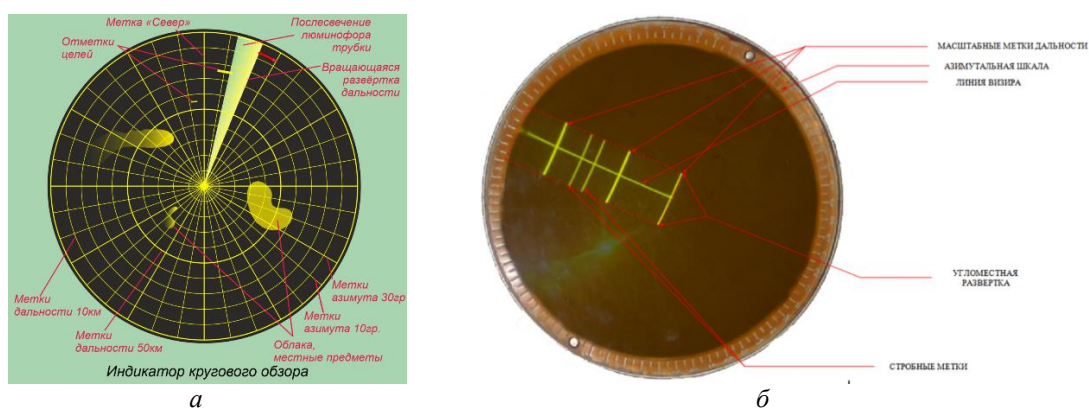 Метка «Север»
Отметки
целей
Послесвечение
люминофора
трубки
Вращающаяся
развёртка
дальности
Метки
дальности 10км
Метки
дальности 50км
Метки
азимута 30гр
Метки
азимута 10гр.
Облака,
местные предметы
Индикатор кругового обзора
а
МАСШТАБНЫЕ МЕТКИ ДАЛЬНОСТИ
АЗИМУТАЛЬНАЯ ШКАЛА
ЛИНИЯ ВИЗИРА
УГЛОМЕСТНАЯ
РАЗВЕРТКА
СТРОБНЫЕ МЕТКИ
б